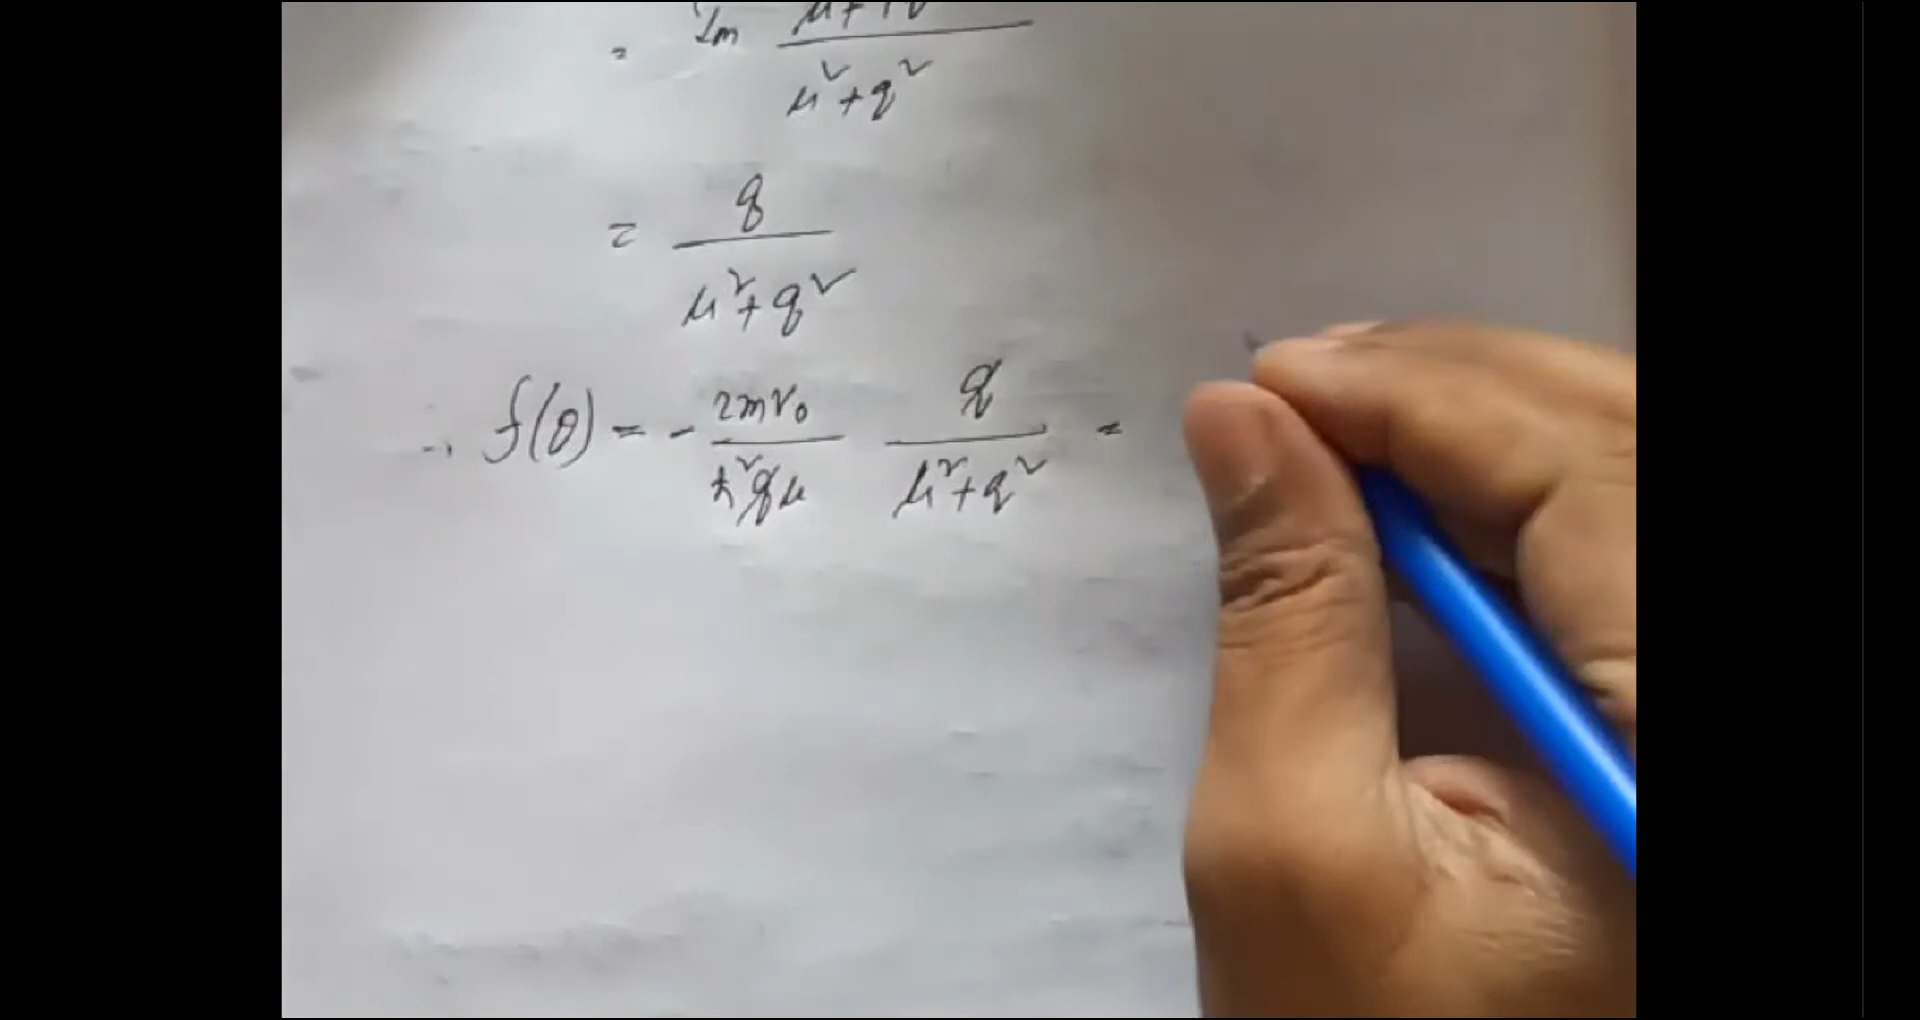 = Im (μ+iq)/(μ²+q²)
= q/(μ²+q²)
∴ f(θ) = - 2mV₀/(ħ²qμ) q/(μ²+q²) =